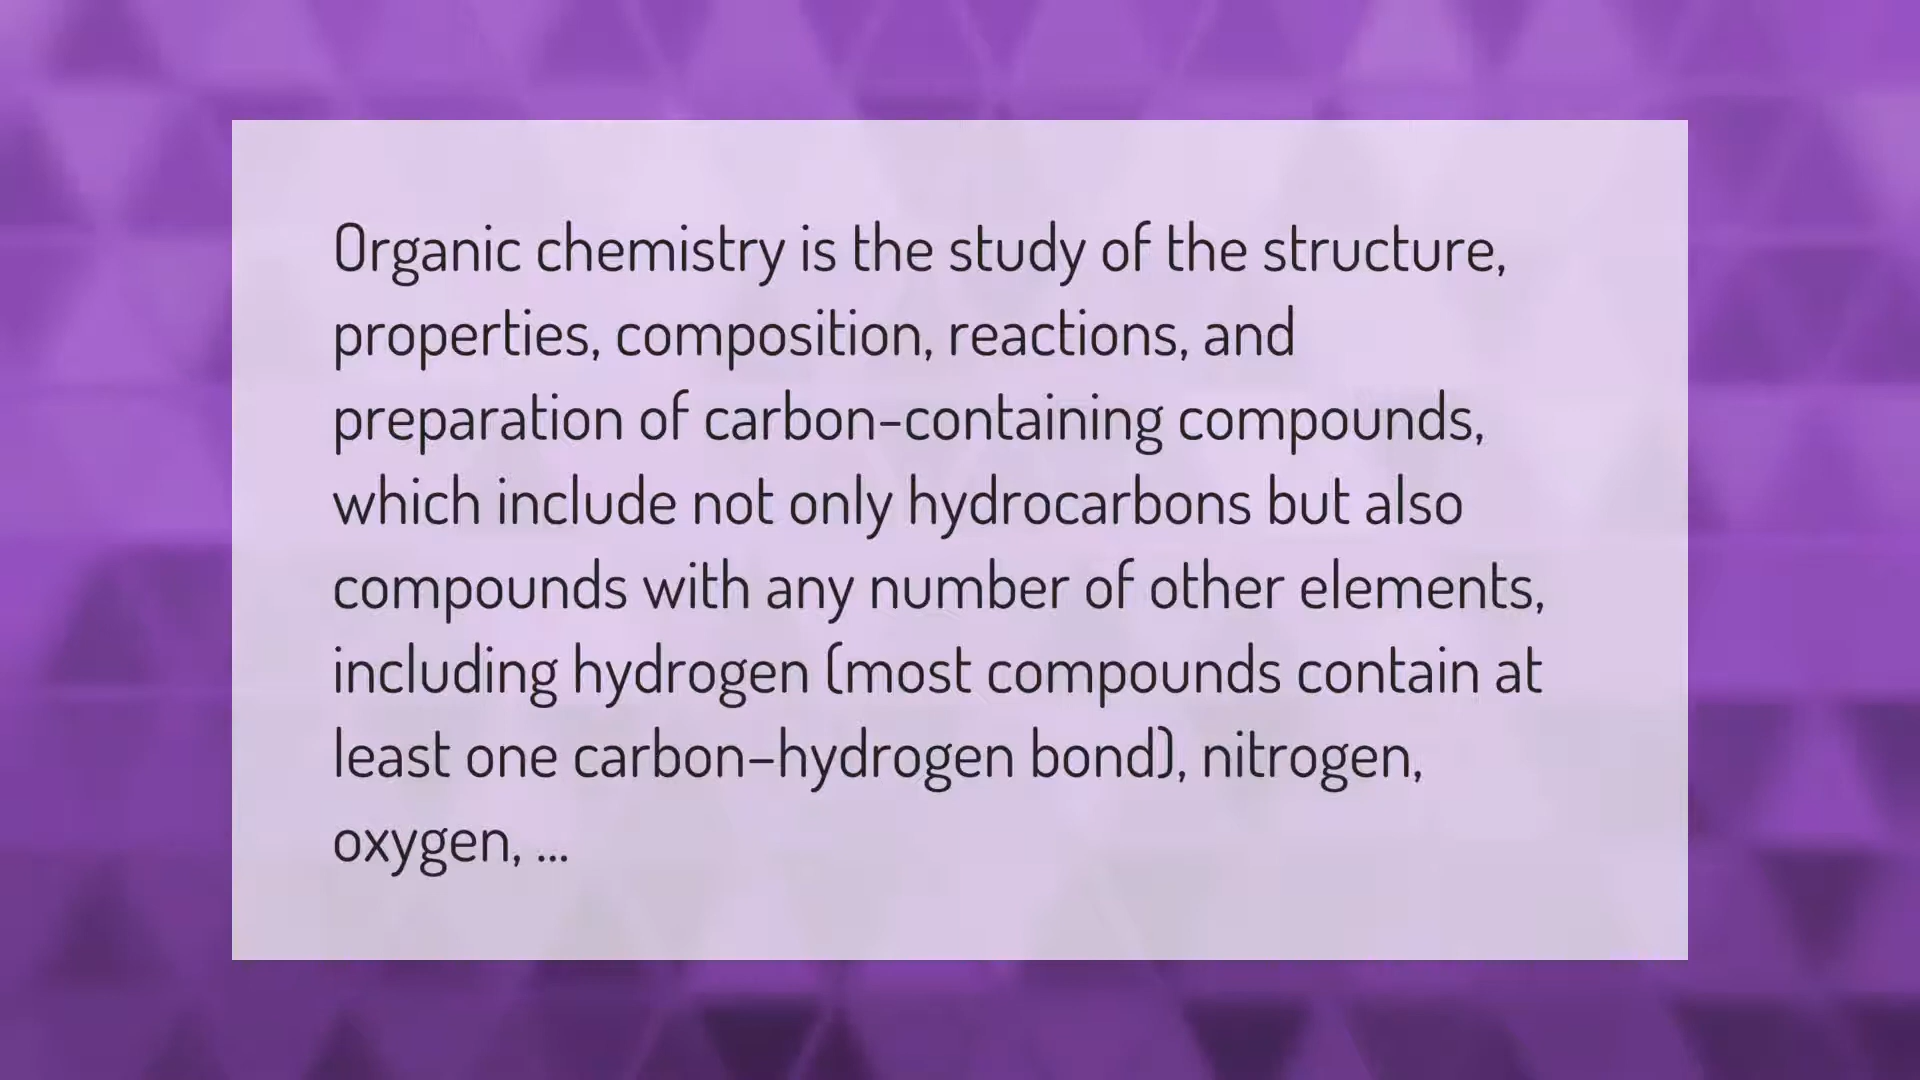 Organic chemistry is the study of the structure,
properties, composition, reactions, and
preparation of carbon-containing compounds,
which include not only hydrocarbons but also
compounds with any number of other elements,
including hydrogen (most compounds contain at
least one carbon–hydrogen bond), nitrogen,
oxygen, ...